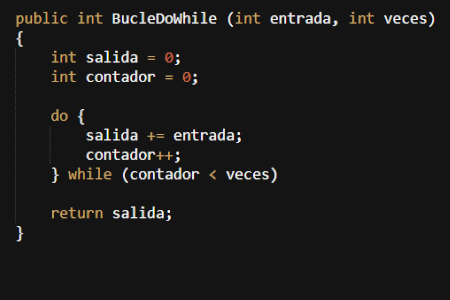 public int BucleDoWhile (int entrada, int veces)
{
int salida = 0;
int contador = 0;
do {
salida += entrada;
contador++;
} while (contador < veces)
return salida;
}